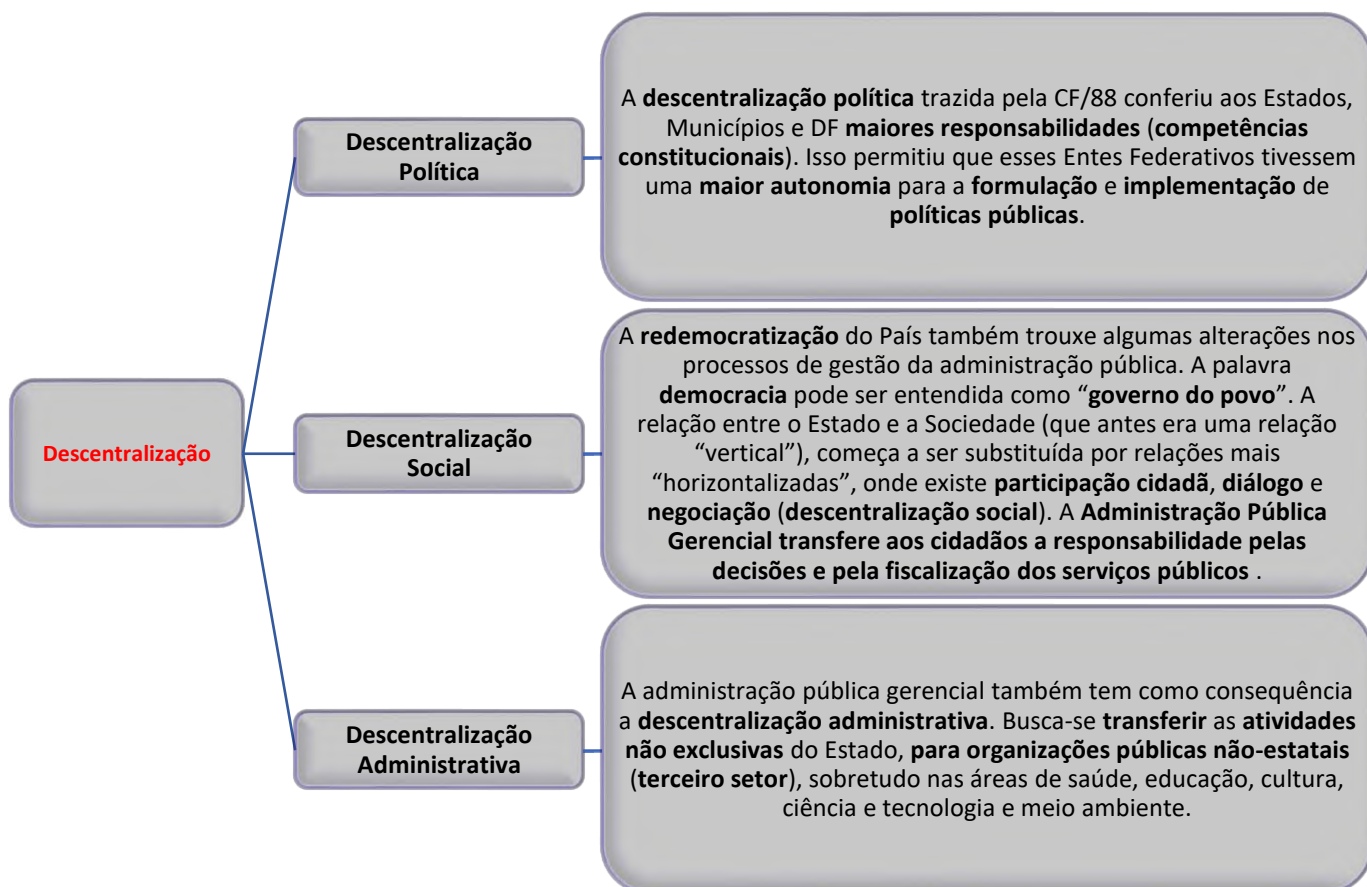 Descentralização
Descentralização
Política
A descentralização política trazida pela CF/88 conferiu aos Estados,
Municípios e DF maiores responsabilidades (competências
constitucionais). Isso permitiu que esses Entes Federativos tivessem
uma maior autonomia para a formulação e implementação de
políticas públicas.
Descentralização
Social
A redemocratização do País também trouxe algumas alterações nos
processos de gestão da administração pública. A palavra
democracia pode ser entendida como “governo do povo”. A
relação entre o Estado e a Sociedade (que antes era uma relação
“vertical”), começa a ser substituída por relações mais
“horizontalizadas”, onde existe participação cidadã, diálogo e
negociação (descentralização social). A Administração Pública
Gerencial transfere aos cidadãos a responsabilidade pelas
decisões e pela fiscalização dos serviços públicos .
Descentralização
Administrativa
A administração pública gerencial também tem como consequência
a descentralização administrativa. Busca-se transferir as atividades
não exclusivas do Estado, para organizações públicas não-estatais
(terceiro setor), sobretudo nas áreas de saúde, educação, cultura,
ciência e tecnologia e meio ambiente.